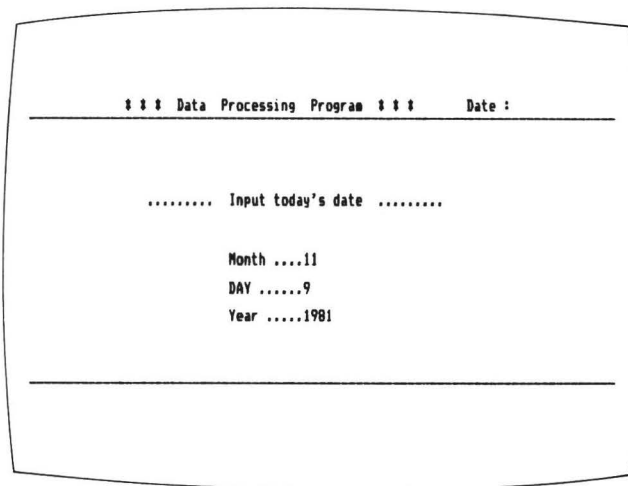 *** Data Processing Program *** Date :
......... Input today's date .........
Month ....11
DAY ......9
Year .....1981